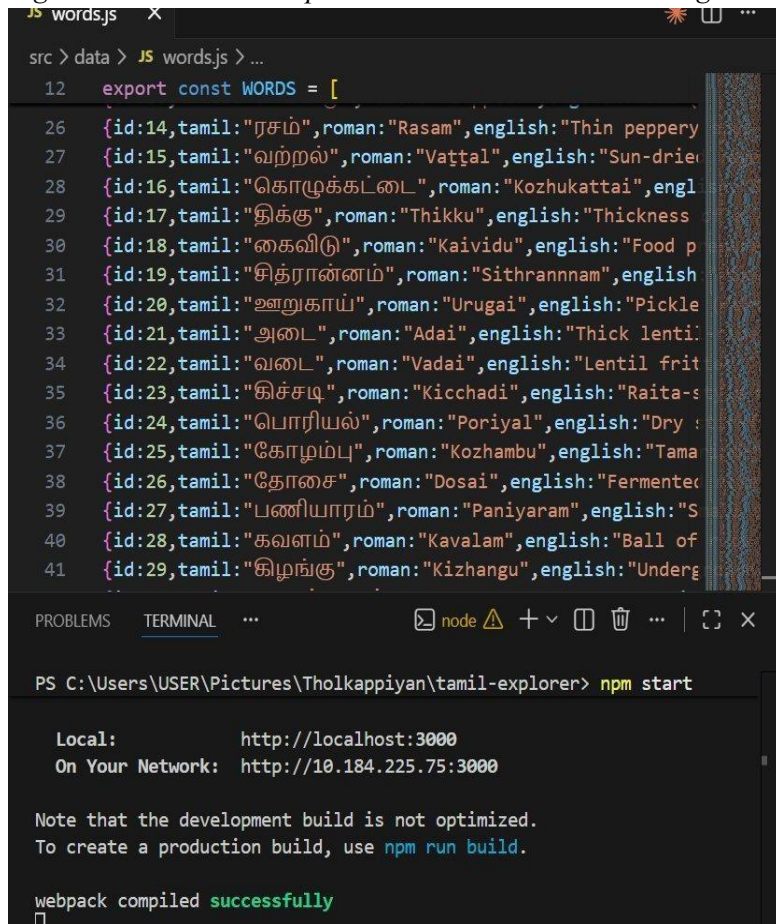 JS words.js ×
src > data > JS words.js > ...
12 export const WORDS = [
26 {id:14,tamil:"ரசம்",roman:"Rasam",english:"Thin peppery
27 {id:15,tamil:"வற்றல்",roman:"Vaṭṭal",english:"Sun-dried
28 {id:16,tamil:"கொழுக்கட்டை",roman:"Kozhukattai",engl
29 {id:17,tamil:"திக்கு",roman:"Thikku",english:"Thickness
30 {id:18,tamil:"கைவிடு",roman:"Kaividu",english:"Food p
31 {id:19,tamil:"சித்ரான்னம்",roman:"Sithrannnam",english
32 {id:20,tamil:"ஊறுகாய்",roman:"Urugai",english:"Pickle
33 {id:21,tamil:"அடை",roman:"Adai",english:"Thick lenti
34 {id:22,tamil:"வடை",roman:"Vadai",english:"Lentil frit
35 {id:23,tamil:"கிச்சடி",roman:"Kicchadi",english:"Raita-s
36 {id:24,tamil:"பொரியல்",roman:"Poriyal",english:"Dry
37 {id:25,tamil:"கோழம்பு",roman:"Kozhambu",english:"Tama
38 {id:26,tamil:"தோசை",roman:"Dosai",english:"Fermented
39 {id:27,tamil:"பணியாரம்",roman:"Paniyaram",english:"S
40 {id:28,tamil:"கவளம்",roman:"Kavalam",english:"Ball of
41 {id:29,tamil:"கிழங்கு",roman:"Kizhangu",english:"Underg
PROBLEMS TERMINAL ... node
PS C:\Users\USER\Pictures\Tholkappiyan\tamil-explorer> npm start
Local: http://localhost:3000
On Your Network: http://10.184.225.75:3000
Note that the development build is not optimized.
To create a production build, use npm run build.
webpack compiled successfully